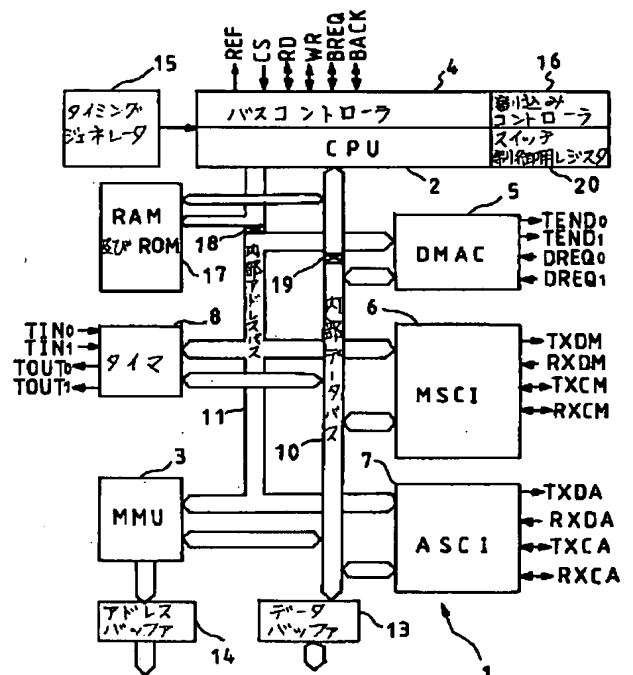 REF CS RD WR BREQ BACK
15 4 16
タイミング
ジェネレータ
バスコントローラ
割込み
コントローラ
CPU
スイッチ
制御用レジスタ
2 20
RAM
及びROM
17
18
内部アドレスバス
19
内部データバス
5
DMAC
TEND0
TEND1
DREQ0
DREQ1
8
TIN0
TIN1
TOUT0
TOUT1
タイマ
6
MSCI
TXDM
RXDM
TXCM
RXCM
11
10
3
MMU
7
ASCI
TXDA
RXDA
TXCA
RXCA
アドレス
バッファ
14
データ
バッファ
13
1